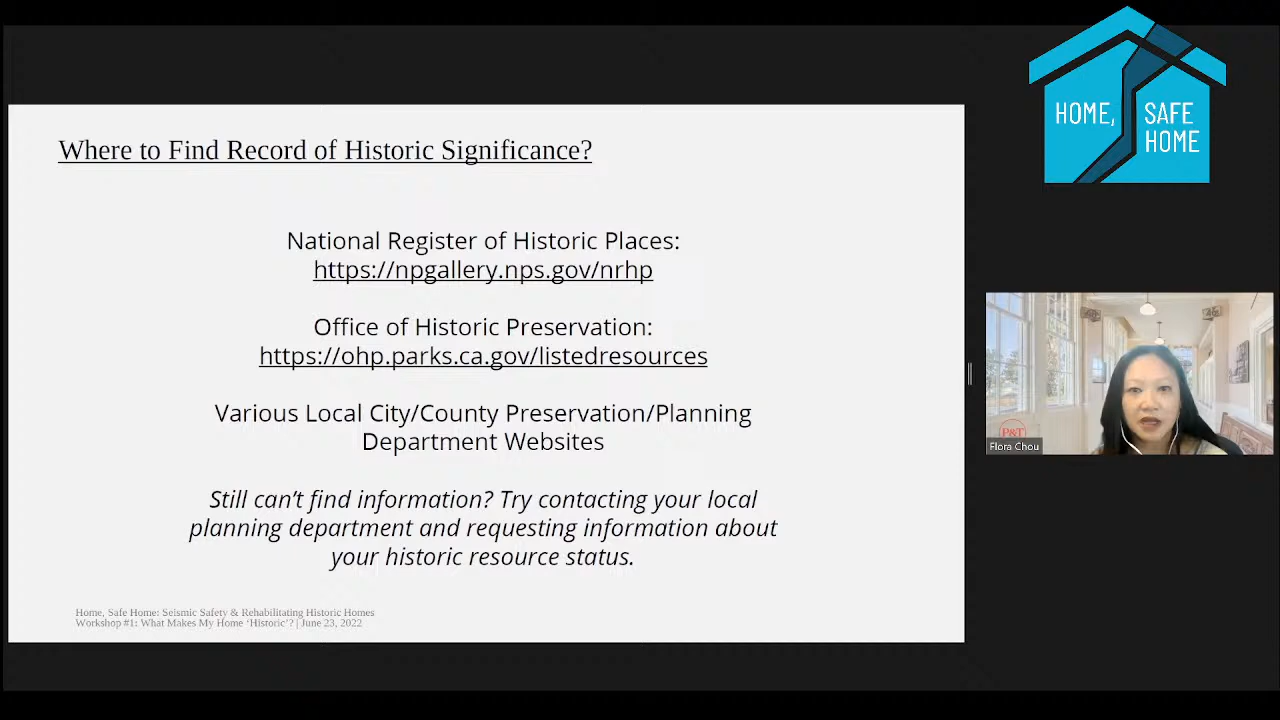 HOME,
SAFE
HOME
Where to Find Record of Historic Significance?
National Register of Historic Places:
https://npgallery.nps.gov/nrhp
Office of Historic Preservation:
https://ohp.parks.ca.gov/listedresources
Various Local City/County Preservation/Planning
Department Websites
Still can't find information? Try contacting your local
planning department and requesting information about
your historic resource status.
Home, Safe Home: Seismic Safety & Rehabilitating Historic Homes
Workshop #1: What Makes My Home ‘Historic’? | June 23, 2022
P&T
Flora Chou